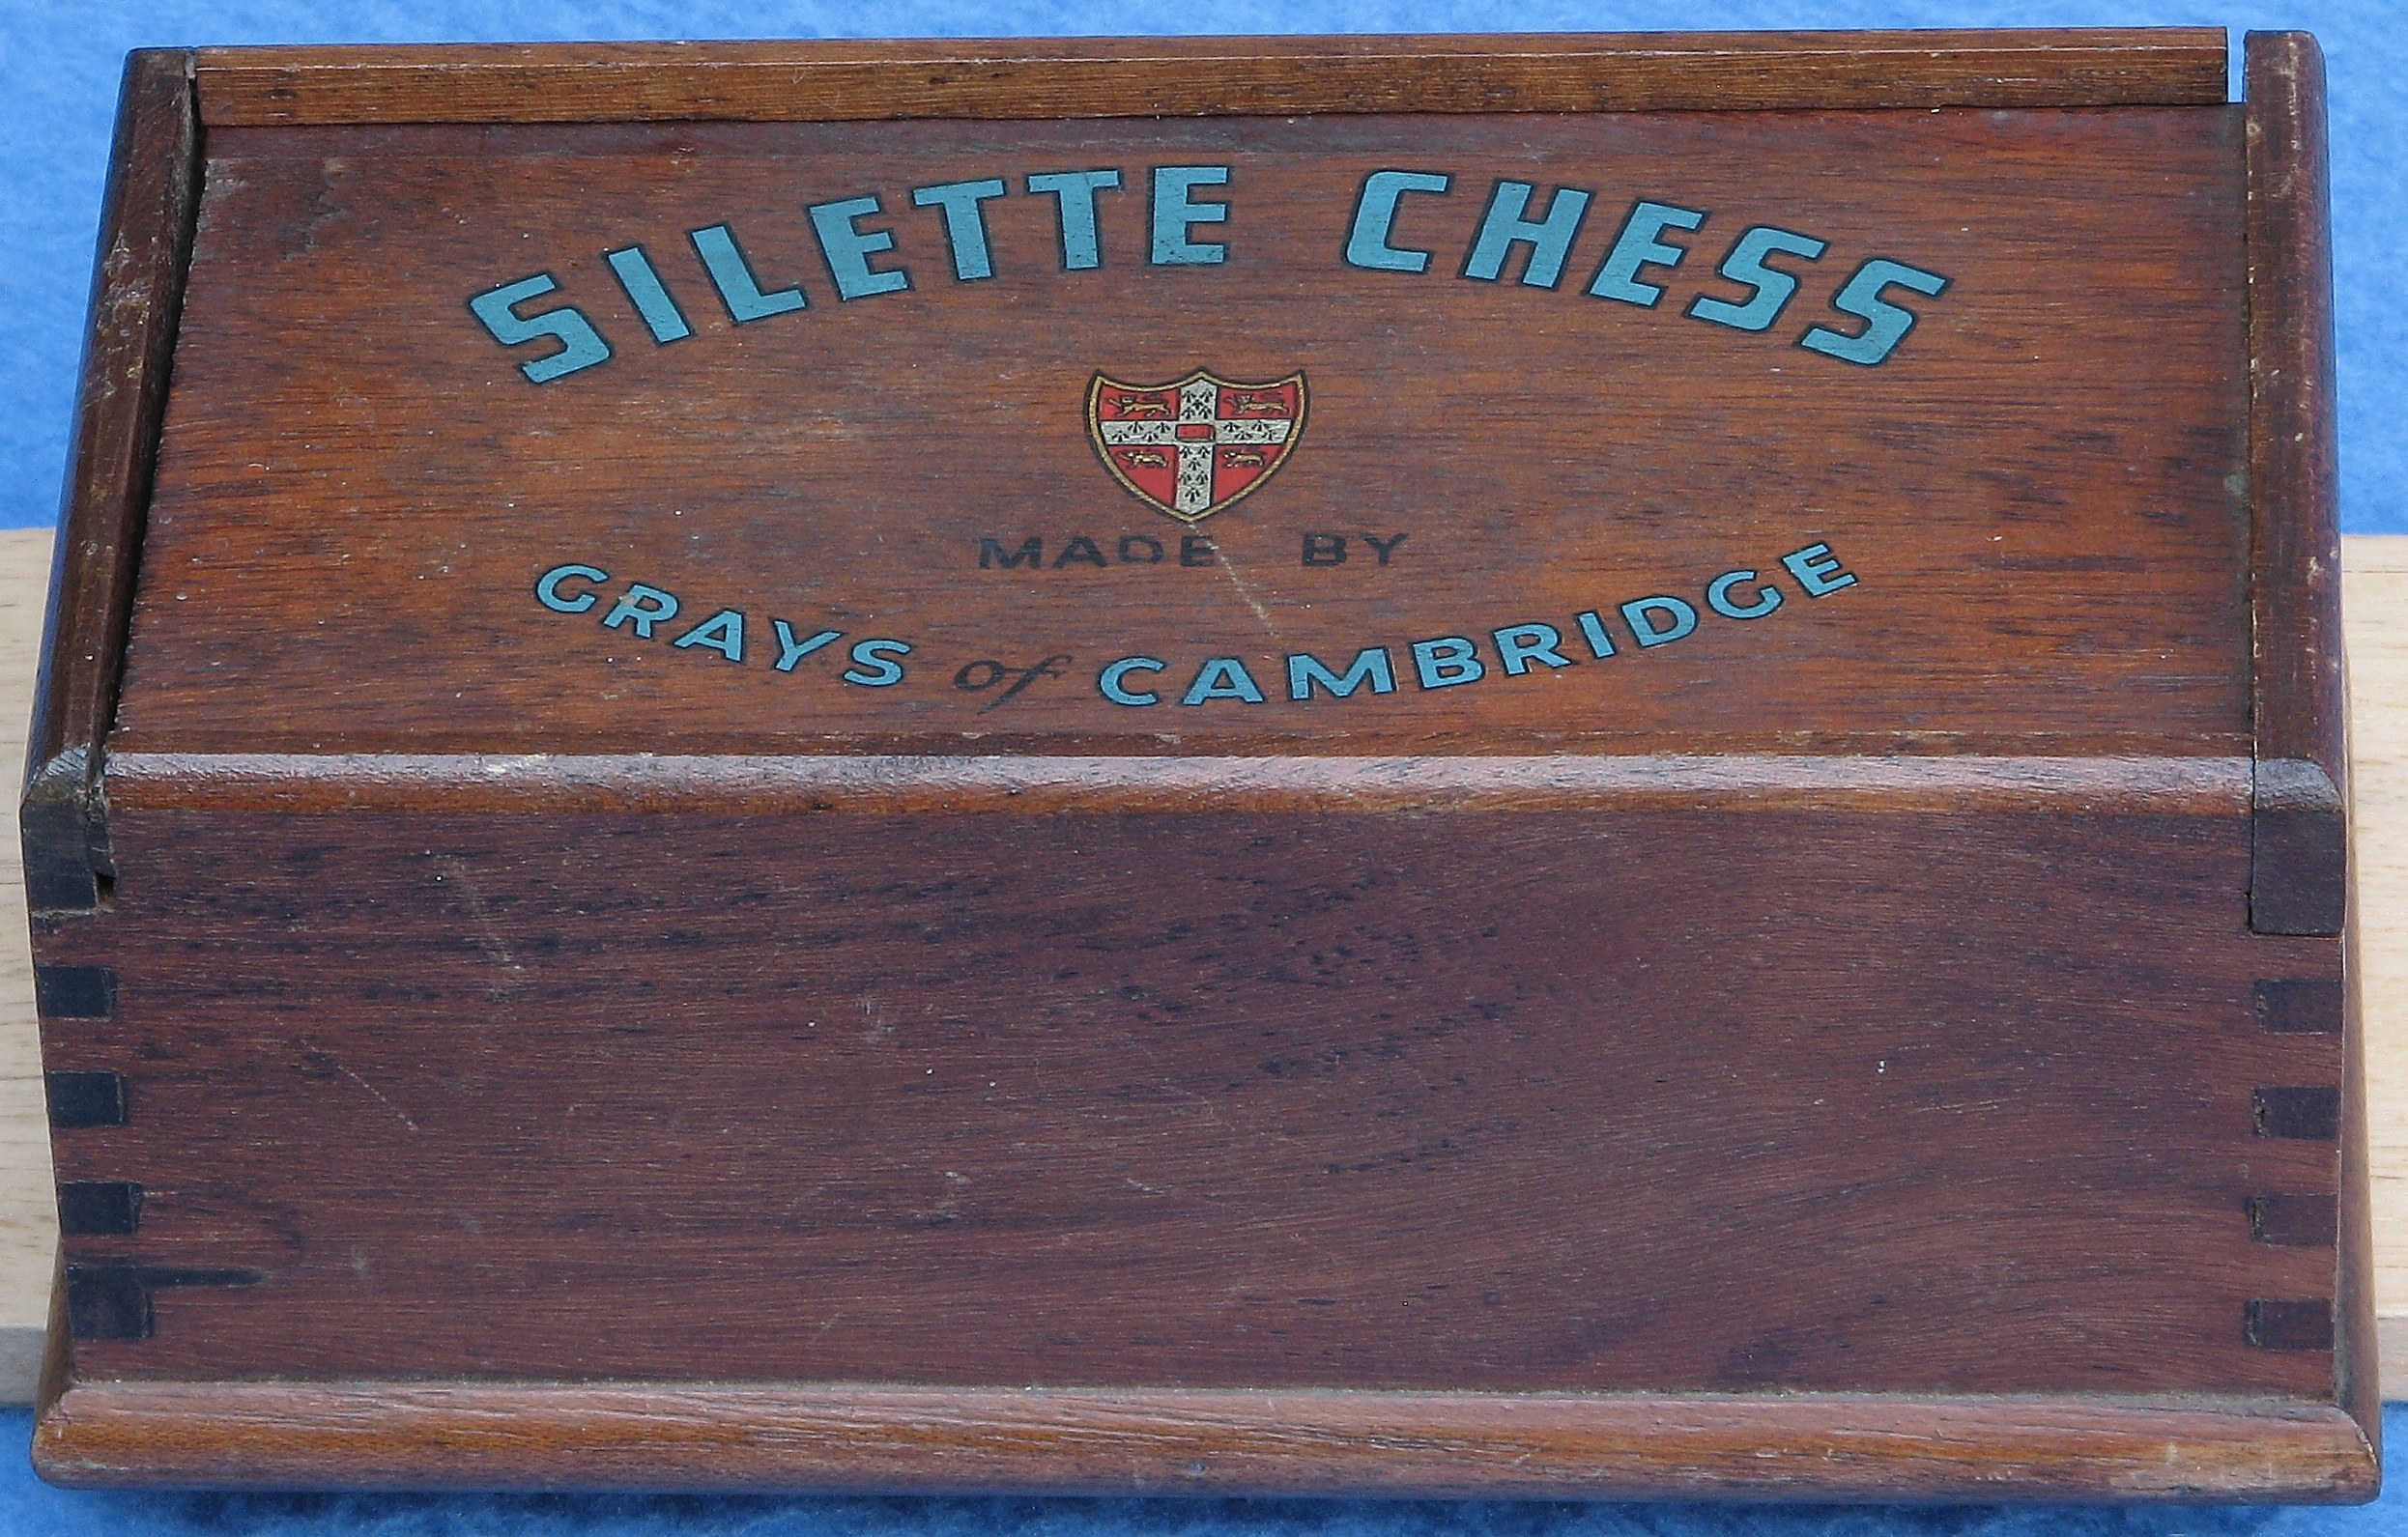 SILETTE CHESS
MADE BY
GRAYS of CAMBRIDGE